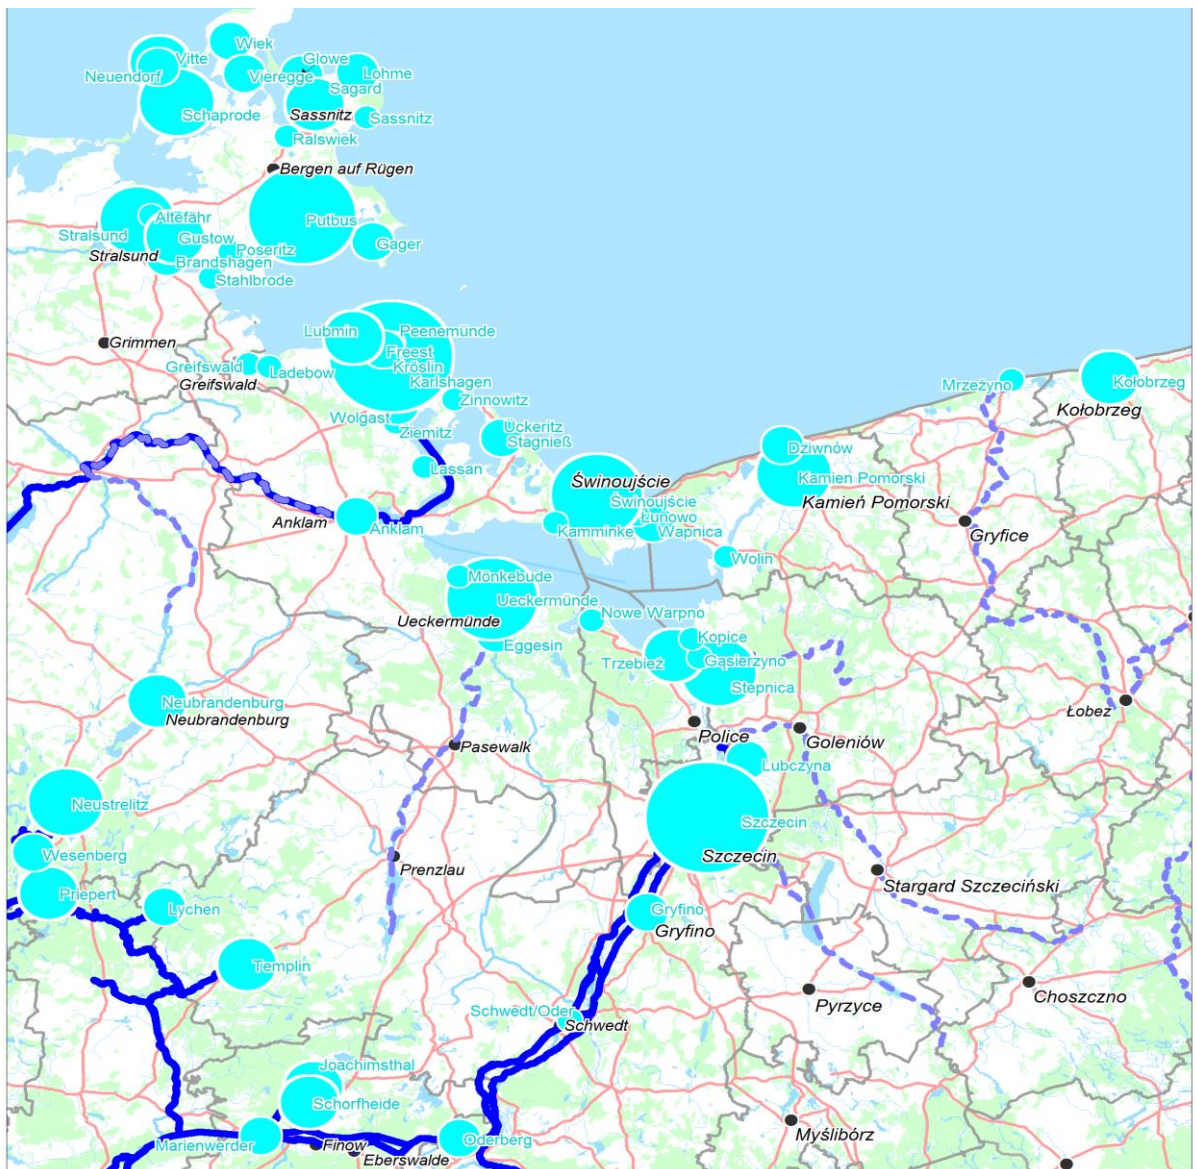 Wiek
Vitte
Glowe
Neuendorf
Vieregge
Lohme
Sagard
Schaprode
Sassnitz
Sassnitz
Ralswiek
Bergen auf Rügen
Altefähr
Putbus
Stralsund
Gustow
Gager
Stralsund
Poseritz
Brandshagen
Stahlbrode
Lubmin
Peenemünde
Grimmen
Freest
Greifswald
Ladebow
Kröslin
Greifswald
Karlshagen
Mrzeżyno
Kołobrzeg
Zinnowitz
Kołobrzeg
Wolgast
Ziemitz
Ückeritz
Stagnieß
Dziwnów
Lassan
Świnoujście
Kamien Pomorski
Świnoujście
Kamień Pomorski
Anklam
Anklam
Łunowo
Kamminke
Wapnica
Gryfice
Wolin
Mönkebude
Ueckermünde
Ueckermünde
Nowe Warpno
Eggesin
Kopice
Trzebież
Gąsierzyno
Stepnica
Neubrandenburg
Neubrandenburg
Łobez
Police
Goleniów
Pasewalk
Lubczyna
Neustrelitz
Szczecin
Wesenberg
Szczecin
Prenzlau
Stargard Szczeciński
Priepert
Lychen
Gryfino
Gryfino
Templin
Choszczno
Pyrzyce
Schwedt/Oder
Schwedt
Joachimsthal
Schorfheide
Myślibórz
Marienwerder
Finow
Oderberg
Eberswalde